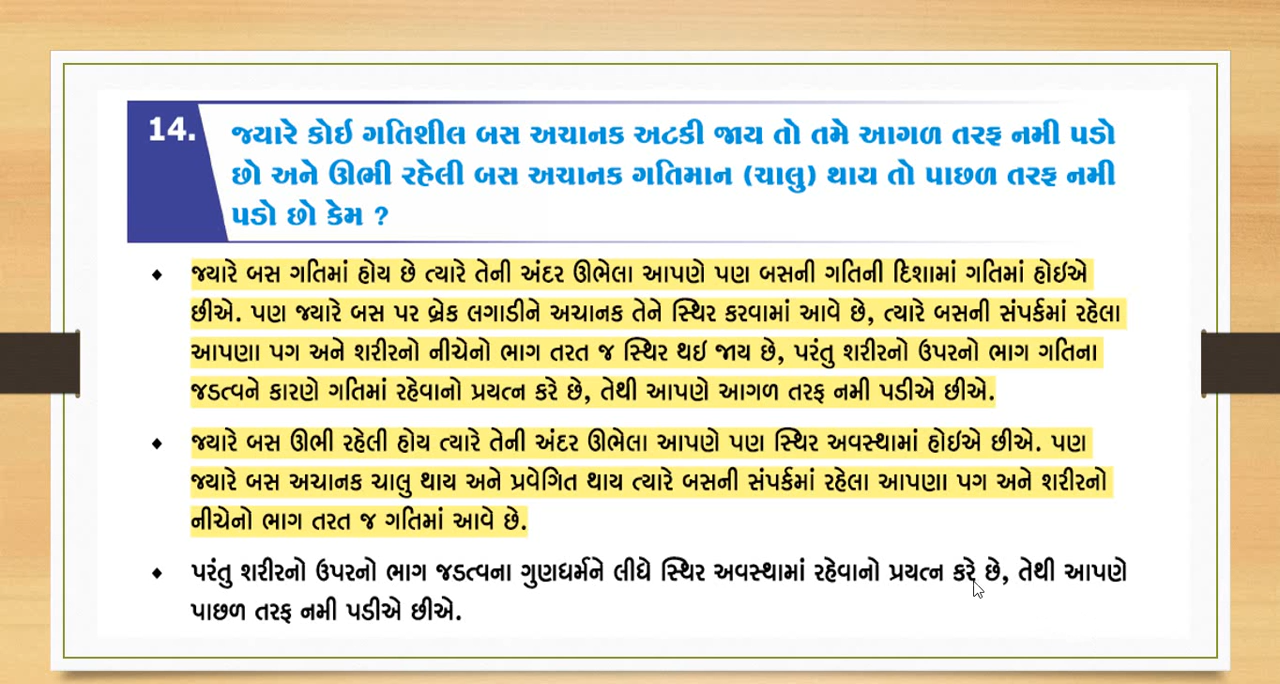 14. જ્યારે કોઈ ગતિશીલ બસ અચાનક અટકી જાય તો તમે આગળ તરફ નમી પડો
છો અને ઊભી રહેલી બસ અચાનક ગતિમાન (ચાલુ) થાય તો પાછળ તરફ નમી
પડો છો કેમ ?
♦ જ્યારે બસ ગતિમાં હોય છે ત્યારે તેની અંદર ઊભેલા આપણે પણ બસની ગતિની દિશામાં ગતિમાં હોઇએ
છીએ. પણ જ્યારે બસ પર બ્રેક લગાડીને અચાનક તેને સ્થિર કરવામાં આવે છે, ત્યારે બસની સંપર્કમાં રહેલા
આપણા પગ અને શરીરનો નીચેનો ભાગ તરત જ સ્થિર થઇ જાય છે, પરંતુ શરીરનો ઉપરનો ભાગ ગતિના
જડત્વને કારણે ગતિમાં રહેવાનો પ્રયત્ન કરે છે, તેથી આપણે આગળ તરફ નમી પડીએ છીએ.
♦ જ્યારે બસ ઊભી રહેલી હોય ત્યારે તેની અંદર ઊભેલા આપણે પણ સ્થિર અવસ્થામાં હોઇએ છીએ. પણ
જ્યારે બસ અચાનક ચાલુ થાય અને પ્રવેગિત થાય ત્યારે બસની સંપર્કમાં રહેલા આપણા પગ અને શરીરનો
નીચેનો ભાગ તરત જ ગતિમાં આવે છે.
♦ પરંતુ શરીરનો ઉપરનો ભાગ જડત્વના ગુણધર્મને લીધે સ્થિર અવસ્થામાં રહેવાનો પ્રયત્ન કરે છે, તેથી આપણે
પાછળ તરફ નમી પડીએ છીએ.